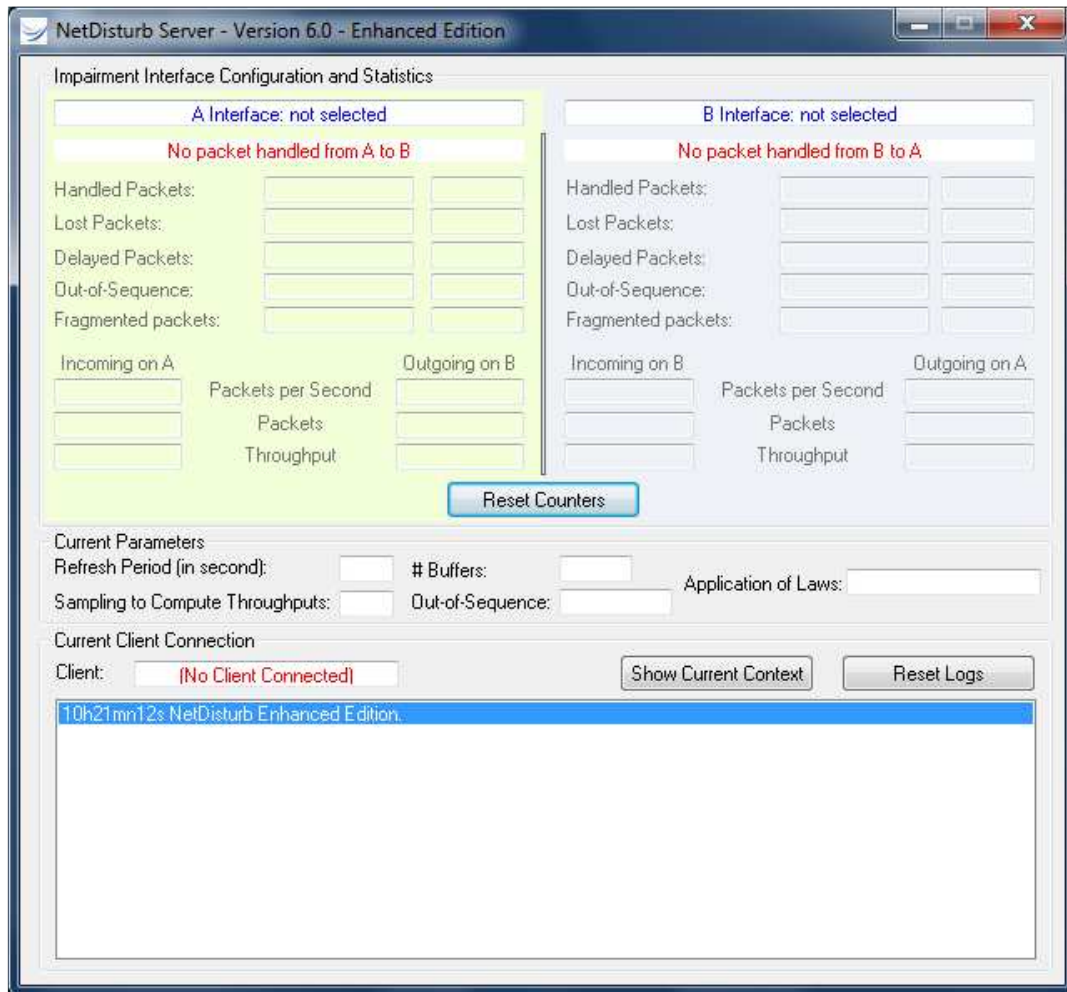 NetDisturb Server - Version 6.0 - Enhanced Edition
Impairment Interface Configuration and Statistics
A Interface: not selected
No packet handled from A to B
Handled Packets:
Lost Packets:
Delayed Packets:
Out-of-Sequence:
Fragmented packets:
Incoming on A Outgoing on B
Packets per Second
Packets
Throughput
B Interface: not selected
No packet handled from B to A
Handled Packets:
Lost Packets:
Delayed Packets:
Out-of-Sequence:
Fragmented packets:
Incoming on B Outgoing on A
Packets per Second
Packets
Throughput
Reset Counters
Current Parameters
Refresh Period (in second): # Buffers:
Application of Laws:
Sampling to Compute Throughputs: Out-of-Sequence:
Current Client Connection
Client: (No Client Connected) Show Current Context Reset Logs
10h21mn12s NetDisturb Enhanced Edition.